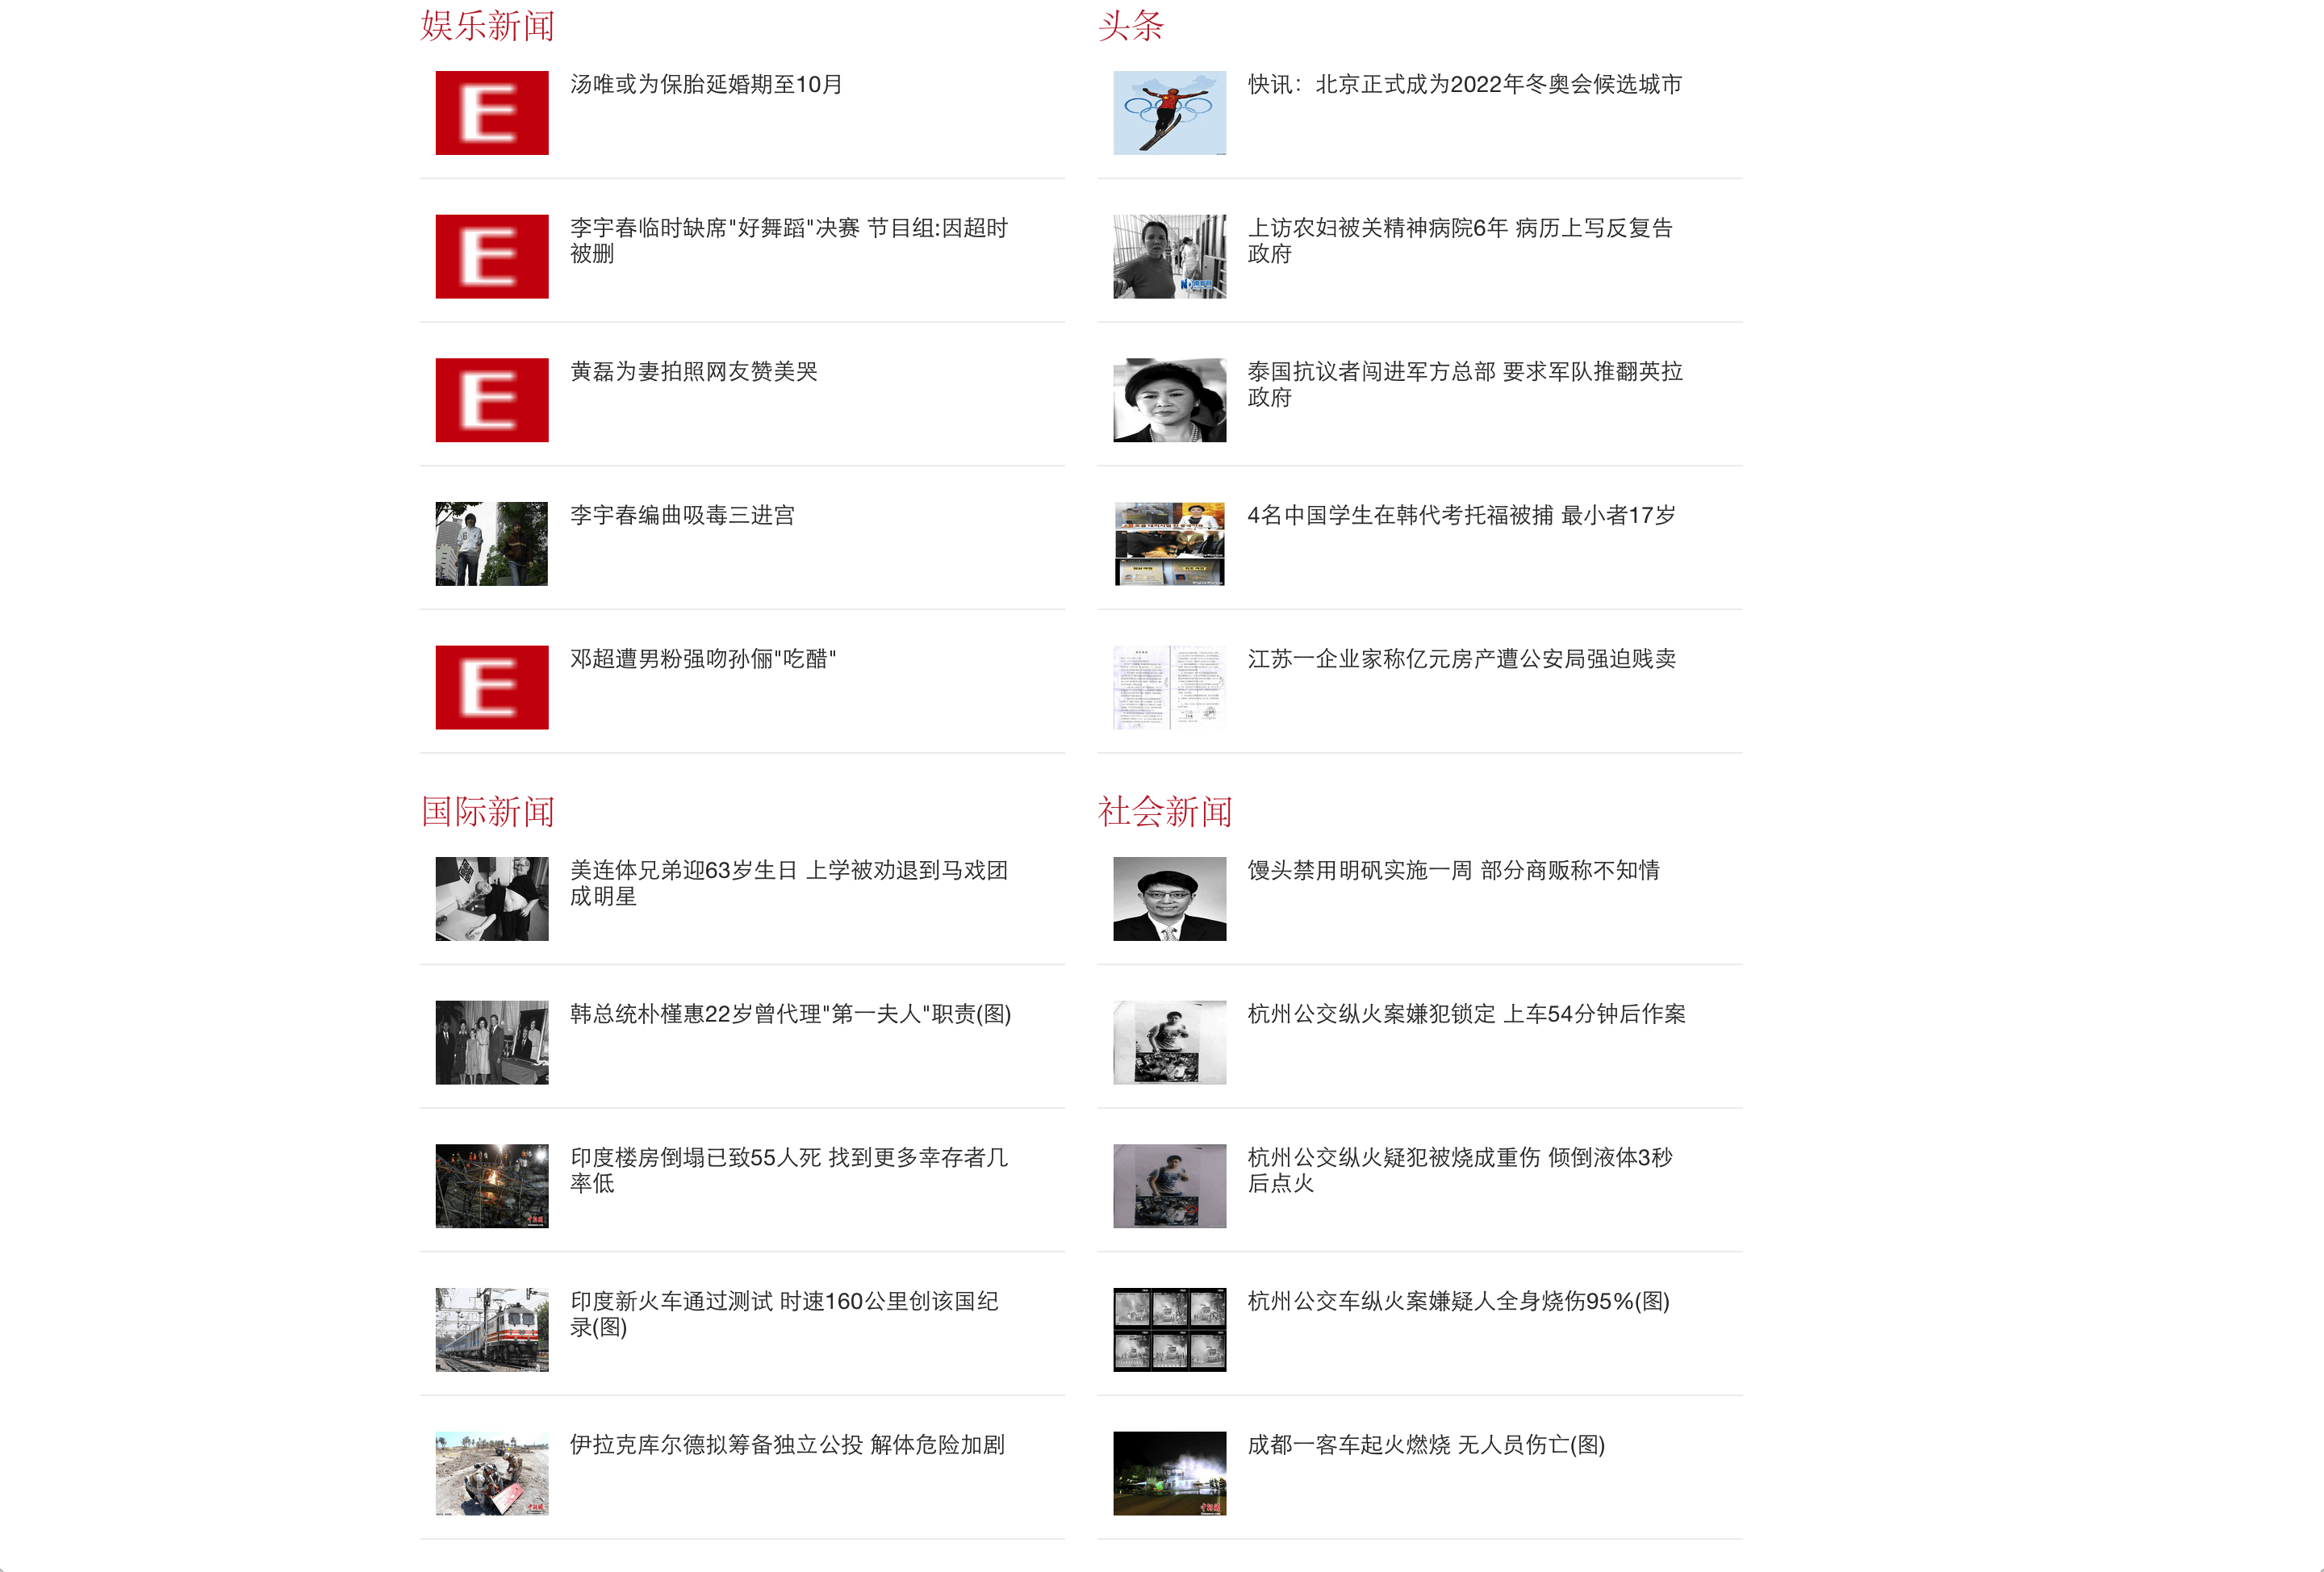 娱乐新闻
E
汤唯或为保胎延婚期至10月
E
李宇春临时缺席"好舞蹈"决赛 节目组:因超时
被删
E
黄磊为妻拍照网友赞美哭
李宇春编曲吸毒三进宫
E
邓超遭男粉强吻孙俪"吃醋"
头条
快讯：北京正式成为2022年冬奥会候选城市
上访农妇被关精神病院6年 病历上写反复告
政府
泰国抗议者闯进军方总部 要求军队推翻英拉
政府
4名中国学生在韩代考托福被捕 最小者17岁
江苏一企业家称亿元房产遭公安局强迫贱卖
国际新闻
美连体兄弟迎63岁生日 上学被劝退到马戏团
成明星
韩总统朴槿惠22岁曾代理"第一夫人"职责(图)
印度楼房倒塌已致55人死 找到更多幸存者几
率低
印度新火车通过测试 时速160公里创该国纪
录(图)
伊拉克库尔德拟筹备独立公投 解体危险加剧
社会新闻
馒头禁用明矾实施一周 部分商贩称不知情
杭州公交纵火案嫌犯锁定 上车54分钟后作案
杭州公交纵火疑犯被烧成重伤 倾倒液体3秒
后点火
杭州公交车纵火案嫌疑人全身烧伤95%(图)
成都一客车起火燃烧 无人员伤亡(图)